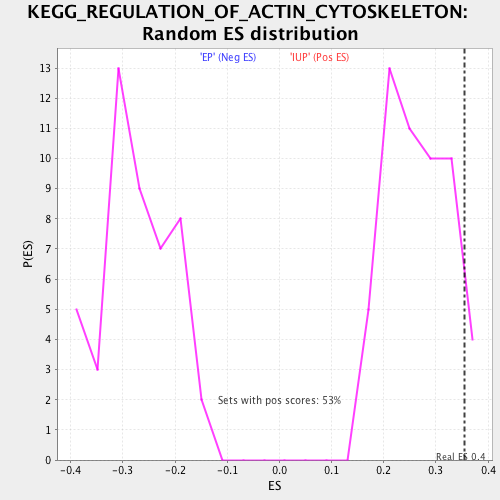 KEGG_REGULATION_OF_ACTIN_CYTOSKELETON:
Random ES distribution
'EP' (Neg ES) 'IUP' (Pos ES)
13
12
11
10
9
8
7
6
5
4
3
2
1
0
P(ES)
Sets with pos scores: 53%
Real ES 0.4
-0.4 -0.3 -0.2 -0.1 0.0 0.1 0.2 0.3 0.4
ES